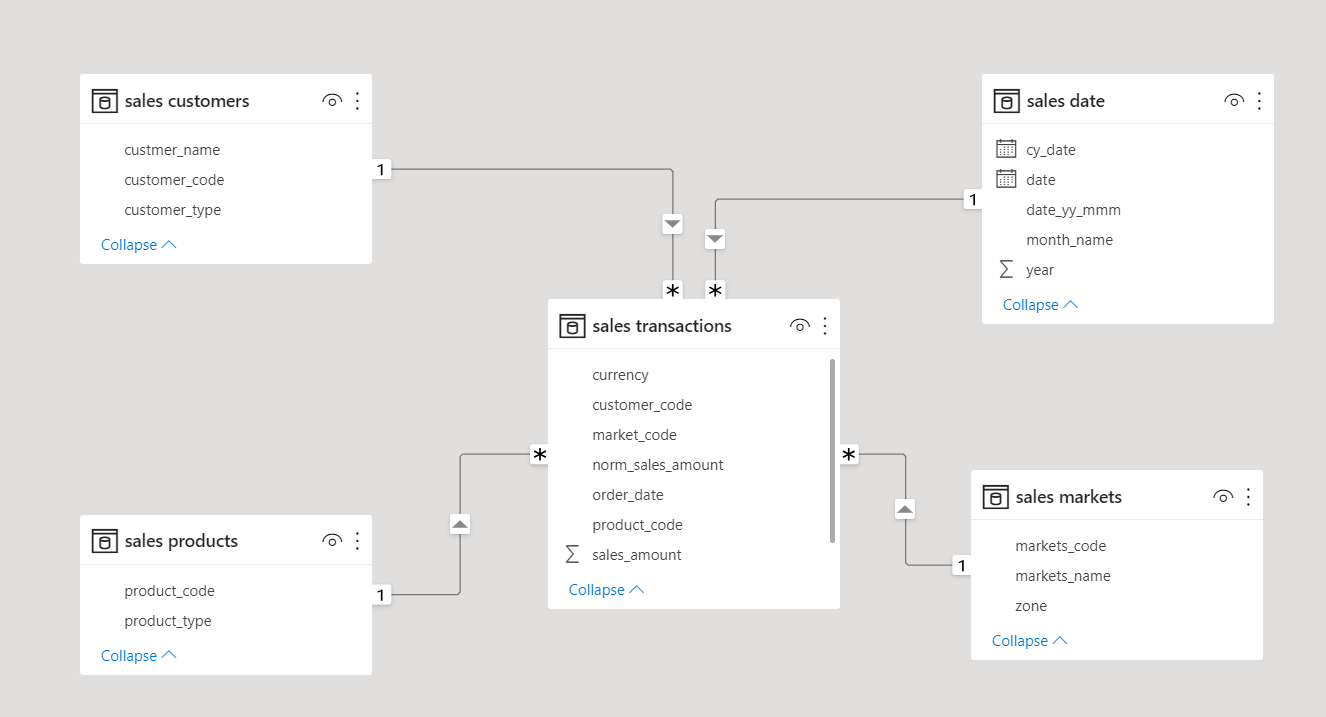 sales customers
custmer_name
customer_code
customer_type
Collapse
1
sales date
cy_date
date
date_yy_mmm
month_name
Σ year
Collapse
1
*
*
sales transactions
currency
customer_code
market_code
norm_sales_amount
order_date
product_code
Σ sales_amount
Collapse
*
*
sales products
product_code
product_type
Collapse
1
sales markets
markets_code
markets_name
zone
Collapse
1